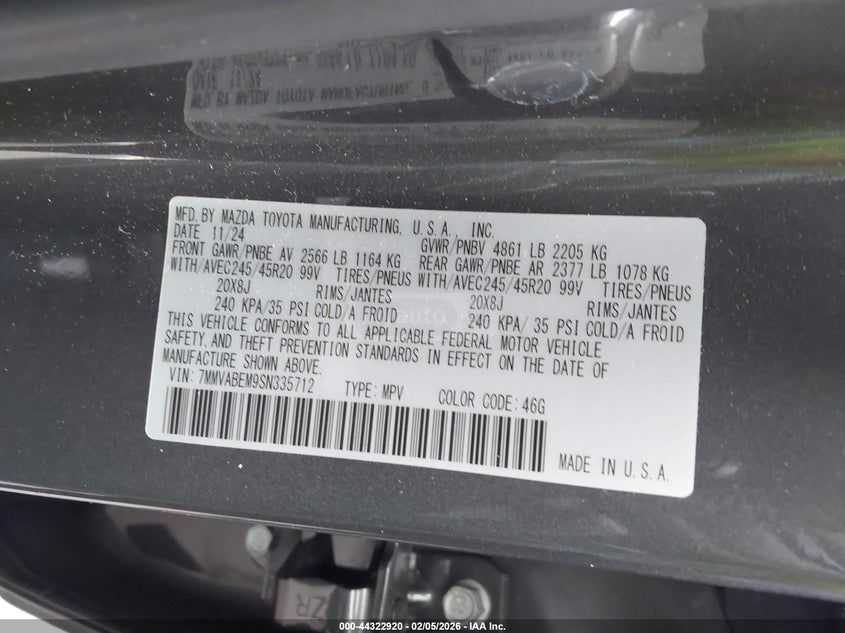 MFD. BY MAZDA TOYOTA MANUFACTURING, U.S.A., INC.
DATE 11/24 GVWR/PNBV 4861 LB 2205 KG
FRONT GAWR/PNBE AV 2566 LB 1164 KG REAR GAWR/PNBE AR 2377 LB 1078 KG
WITH/AVEC245/45R20 99V TIRES/PNEUS WITH/AVEC245/45R20 99V TIRES/PNEUS
20X8J RIMS/JANTES 20X8J RIMS/JANTES
240 KPA/35 PSI COLD/A FROID 240 KPA/35 PSI COLD/A FROID
THIS VEHICLE CONFORMS TO ALL APPLICABLE FEDERAL MOTOR VEHICLE
SAFETY, AND THEFT PREVENTION STANDARDS IN EFFECT ON THE DATE OF
MANUFACTURE SHOWN ABOVE.
VIN: 7MMVABEM9SN335712 TYPE: MPV COLOR CODE: 46G
MADE IN U.S.A.
000-44322920 - 02/05/2026 - IAA Inc.